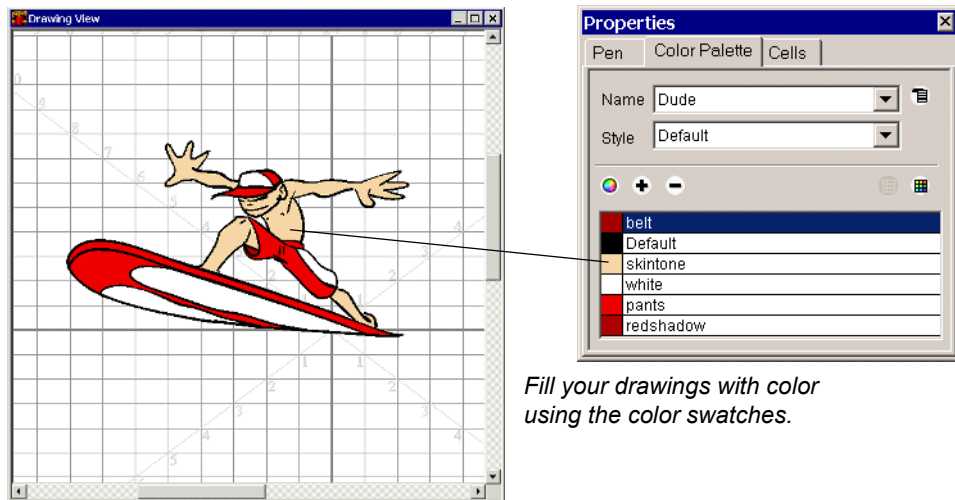 Drawing View
Properties
Pen Color Palette Cells
Name Dude
Style Default
belt
Default
skintone
white
pants
redshadow
Fill your drawings with color
using the color swatches.